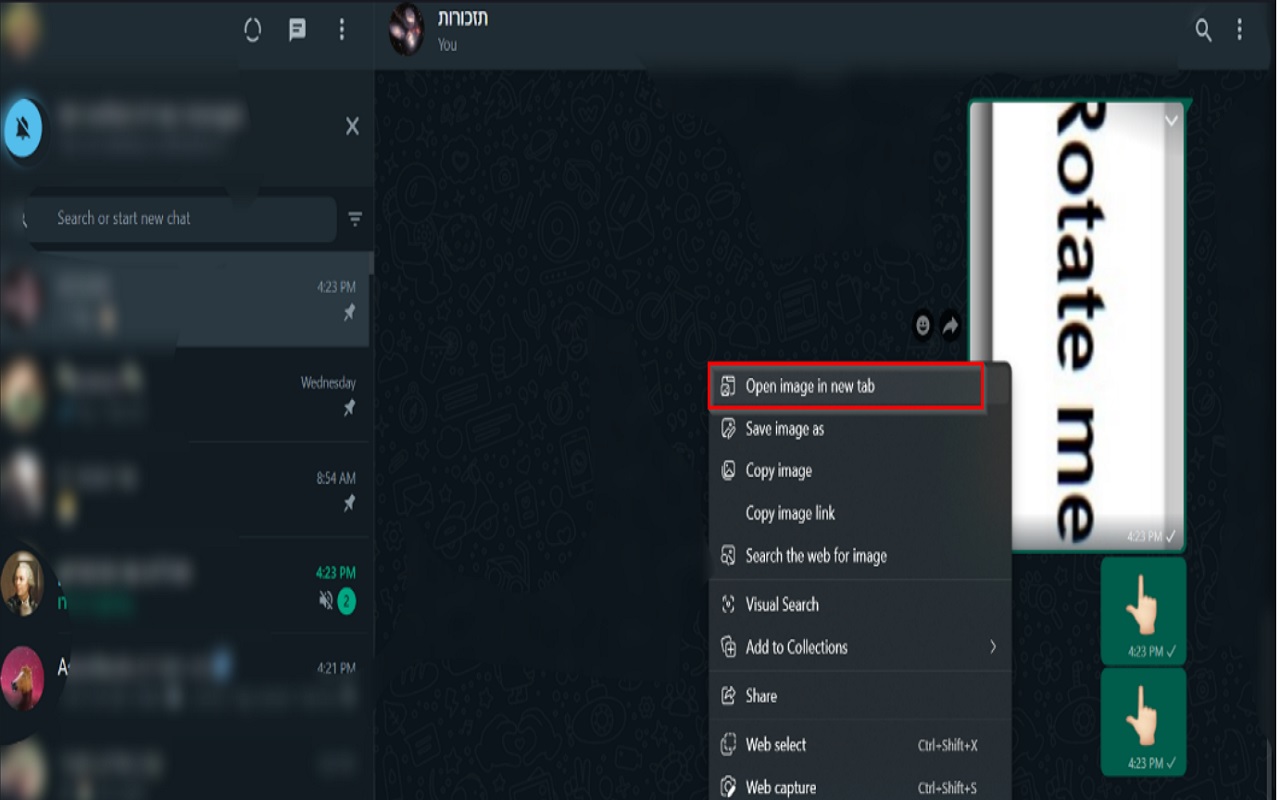 תזכורות
You
Search or start new chat
4:23 PM
Wednesday
8:54 AM
4:23 PM
2
4:21 PM
Rotate me
4:23 PM
Open image in new tab
Save image as
Copy image
Copy image link
Search the web for image
Visual Search
Add to Collections
Share
Web select Ctrl+Shift+X
Web capture Ctrl+Shift+S
4:23 PM
4:23 PM